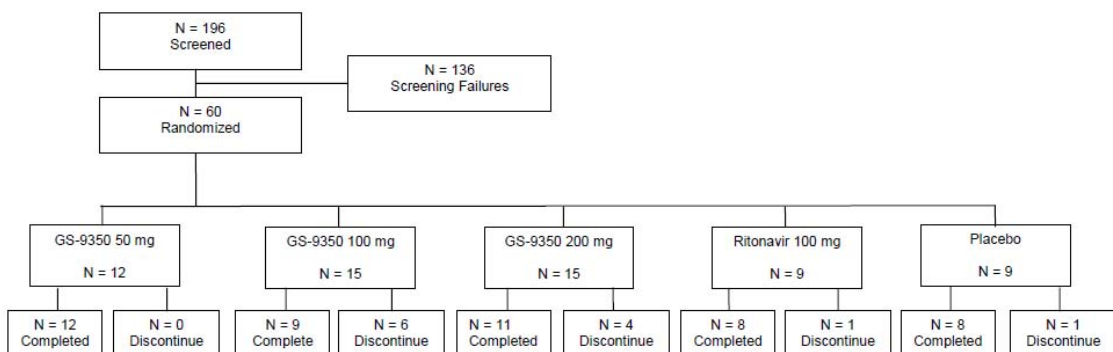 N = 196
Screened
N = 136
Screening Failures
N = 60
Randomized
GS-9350 50 mg
N = 12
GS-9350 100 mg
N = 15
GS-9350 200 mg
N = 15
Ritonavir 100 mg
N = 9
Placebo
N = 9
N = 12
Completed
N = 0
Discontinue
N = 9
Complete
N = 6
Discontinue
N = 11
Completed
N = 4
Discontinue
N = 8
Completed
N = 1
Discontinue
N = 8
Completed
N = 1
Discontinue